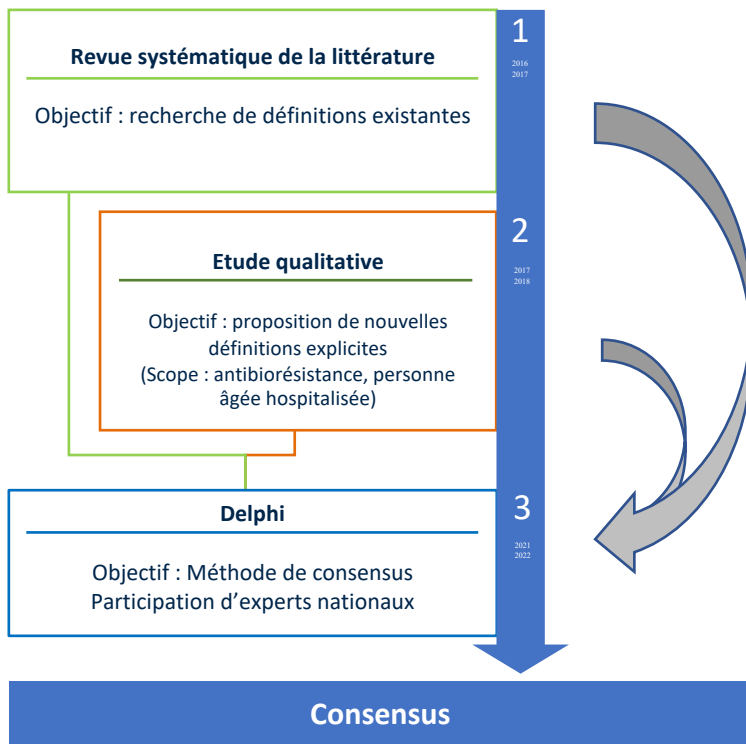 Revue systématique de la littérature
Objectif : recherche de définitions existantes
1
2016
2017
Etude qualitative
Objectif : proposition de nouvelles
définitions explicites
(Scope : antibiorésistance, personne
âgée hospitalisée)
2
2017
2018
Delphi
Objectif : Méthode de consensus
Participation d’experts nationaux
3
2021
2022
Consensus